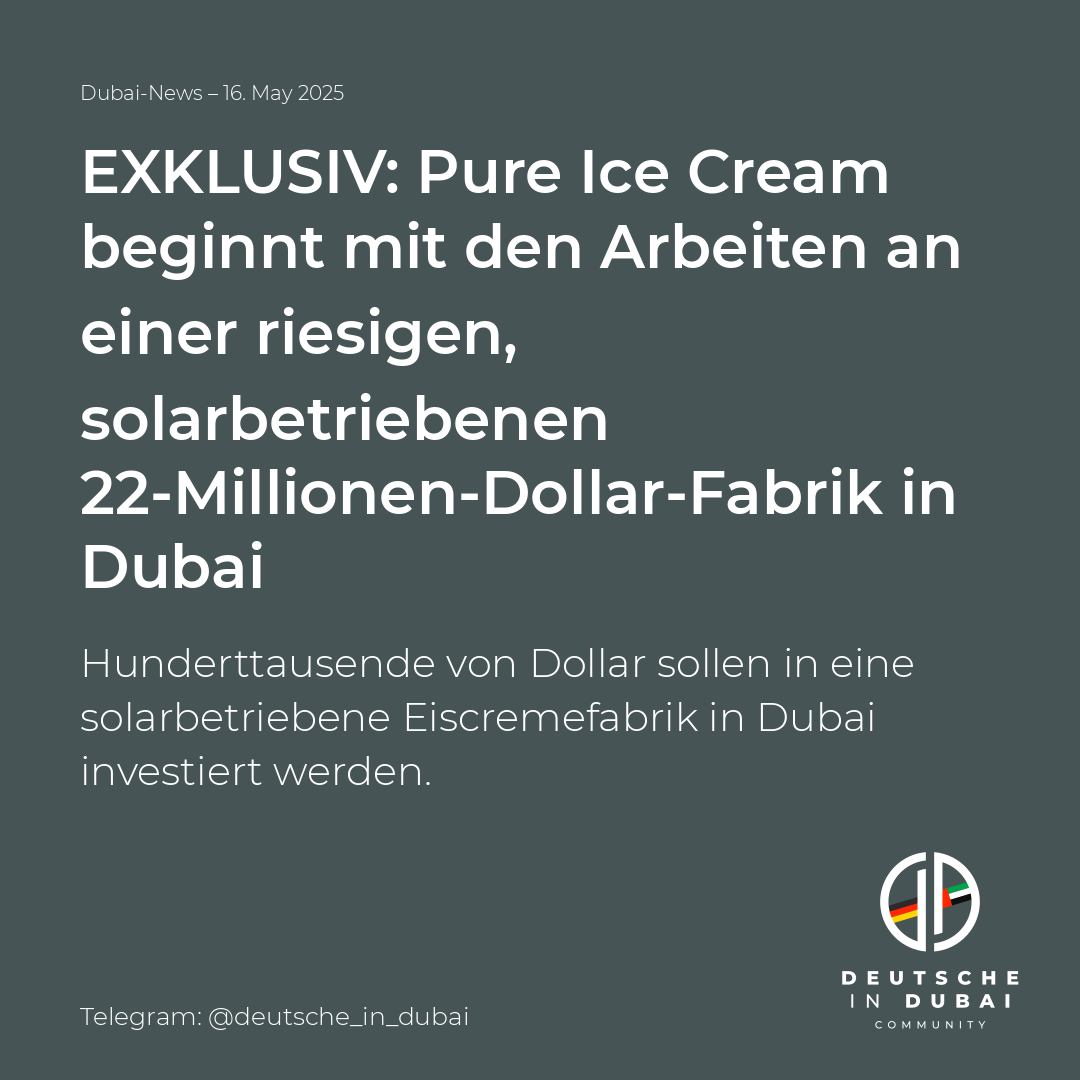 Dubai-News – 16. May 2025
EXKLUSIV: Pure Ice Cream
beginnt mit den Arbeiten an
einer riesigen,
solarbetriebenen
22-Millionen-Dollar-Fabrik in
Dubai
Hunderttausende von Dollar sollen in eine
solarbetriebene Eiscremefabrik in Dubai
investiert werden.
DEUTSCHE
IN DUBAI
COMMUNITY
Telegram: @deutsche_in_dubai